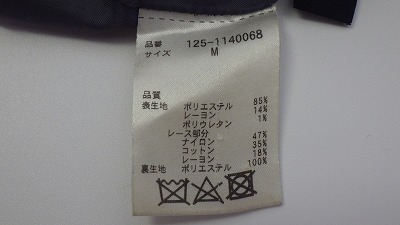 品番 125-1140068
サイズ M
品質
表生地 ポリエステル 85%
レーヨン 14%
ポリウレタン 1%
レース部分
ナイロン 47%
コットン 35%
レーヨン 18%
裏生地 ポリエステル 100%